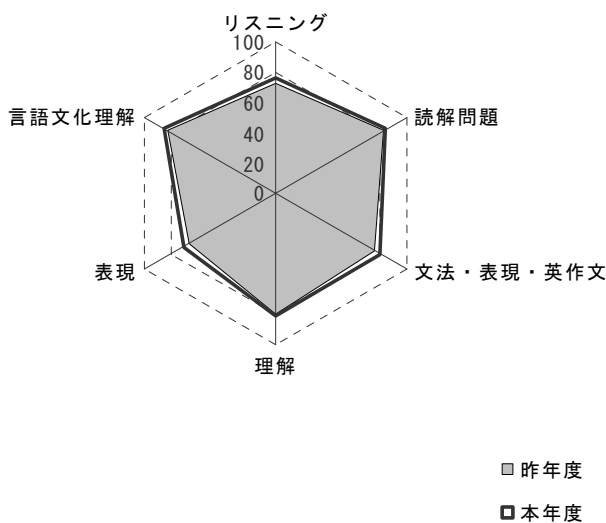 リスニング
100
80
60
40
20
0
読解問題
文法・表現・英作文
理解
表現
言語文化理解
昨年度
本年度